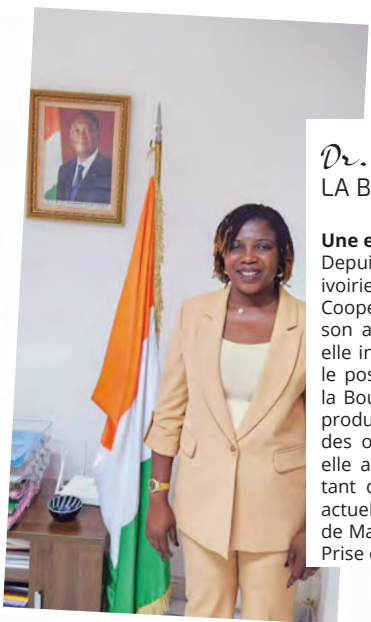 Dr.
LA B
Une e
Depui
ivoirie
Coope
son a
elle in
le pos
la Bou
produ
des o
elle a
tant d
actuel
de Ma
Prise